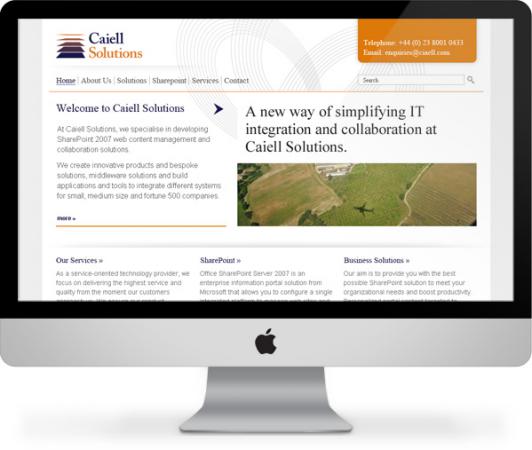 Caiell
Solutions
Telephone: +44 (0) 23 8001 0433
Email: enquiries@ciaell.com
Home | About Us | Solutions | Sharepoint | Services | Contact
Search
Welcome to Caiell Solutions
At Caiell Solutions, we specialise in developing
SharePoint 2007 web content management and
collaboration solutions.
We create innovative products and bespoke
solutions, middleware solutions and build
applications and tools to integrate different systems
for small, medium size and fortune 500 companies.
more »
A new way of simplifying IT
integration and collaboration at
Caiell Solutions.
Our Services »
As a service-oriented technology provider, we
focus on delivering the highest service and
quality from the moment our customers
SharePoint »
Office SharePoint Server 2007 is an
enterprise information portal solution from
Microsoft that allows you to configure a single
Business Solutions »
Our aim is to provide you with the best
possible SharePoint solution to meet your
organizational needs and boost productivity.